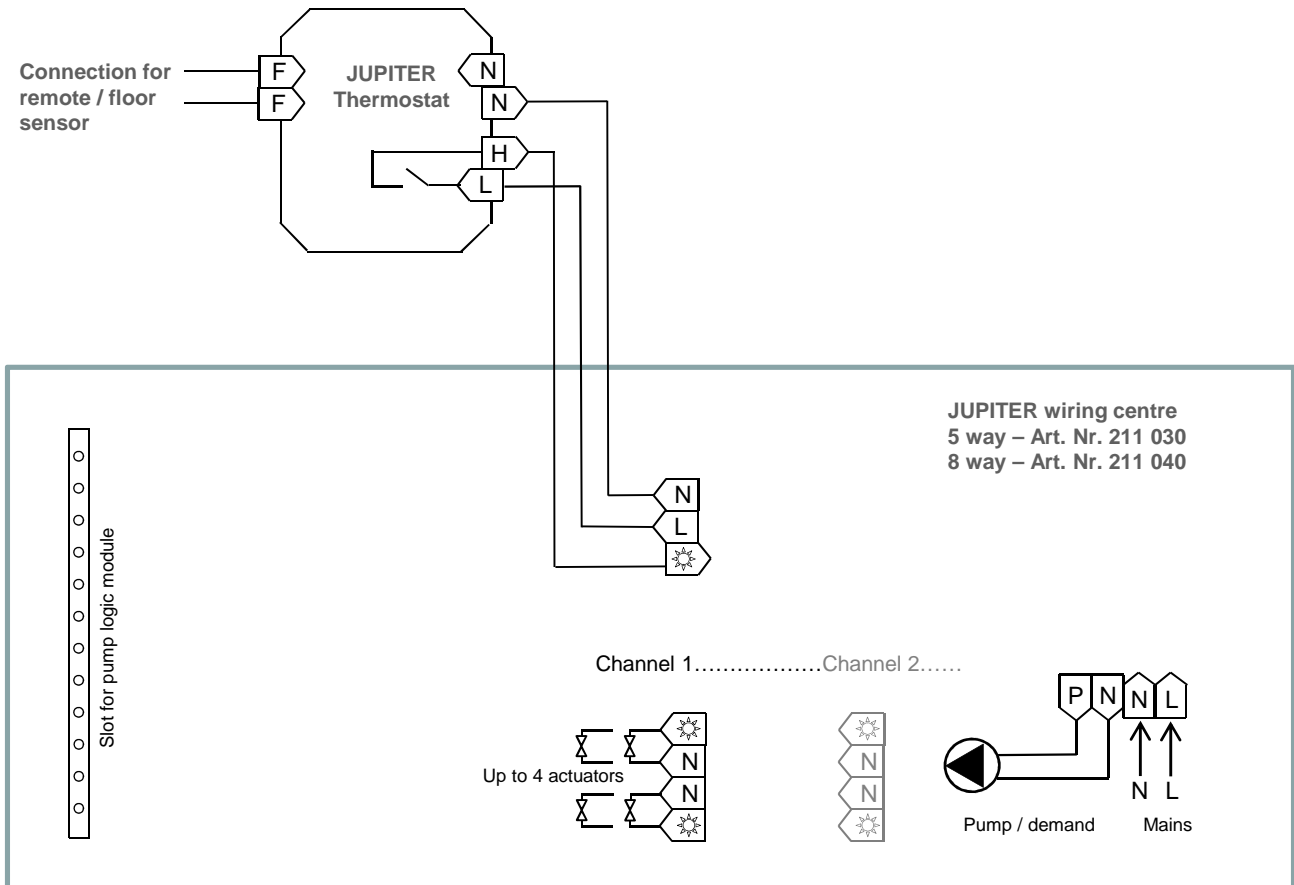 Connection for
remote / floor
sensor
F
F
JUPITER
Thermostat
N
N
H
L
JUPITER wiring centre
5 way – Art. Nr. 211 030
8 way – Art. Nr. 211 040
Slot for pump logic module
N
L
Channel 1..................Channel 2......
N
N
Up to 4 actuators
N
N
P N N L
N L
Pump / demand
Mains